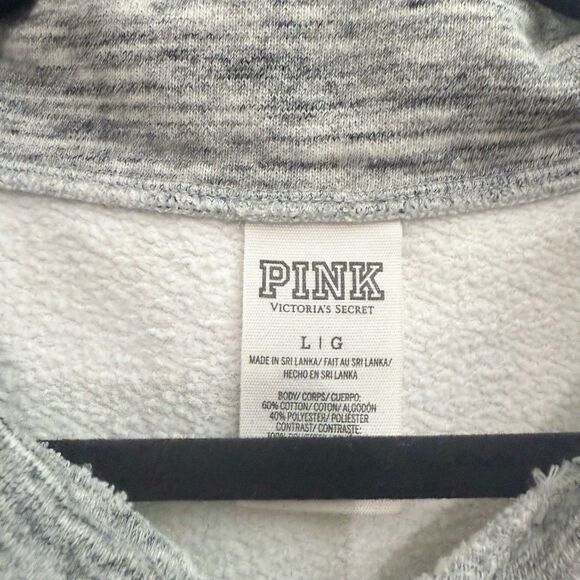 PINK
VICTORIA'S SECRET
L | G
MADE IN SRI LANKA/ FAIT AU SRI LANKA/
HECHO EN SRI LANKA
BODY/ CORPS/ CUERPO:
60% COTTON/ COTON/ ALGODÓN
40% POLYESTER/ POLIÉSTER
CONTRAST/ CONTRASTE: